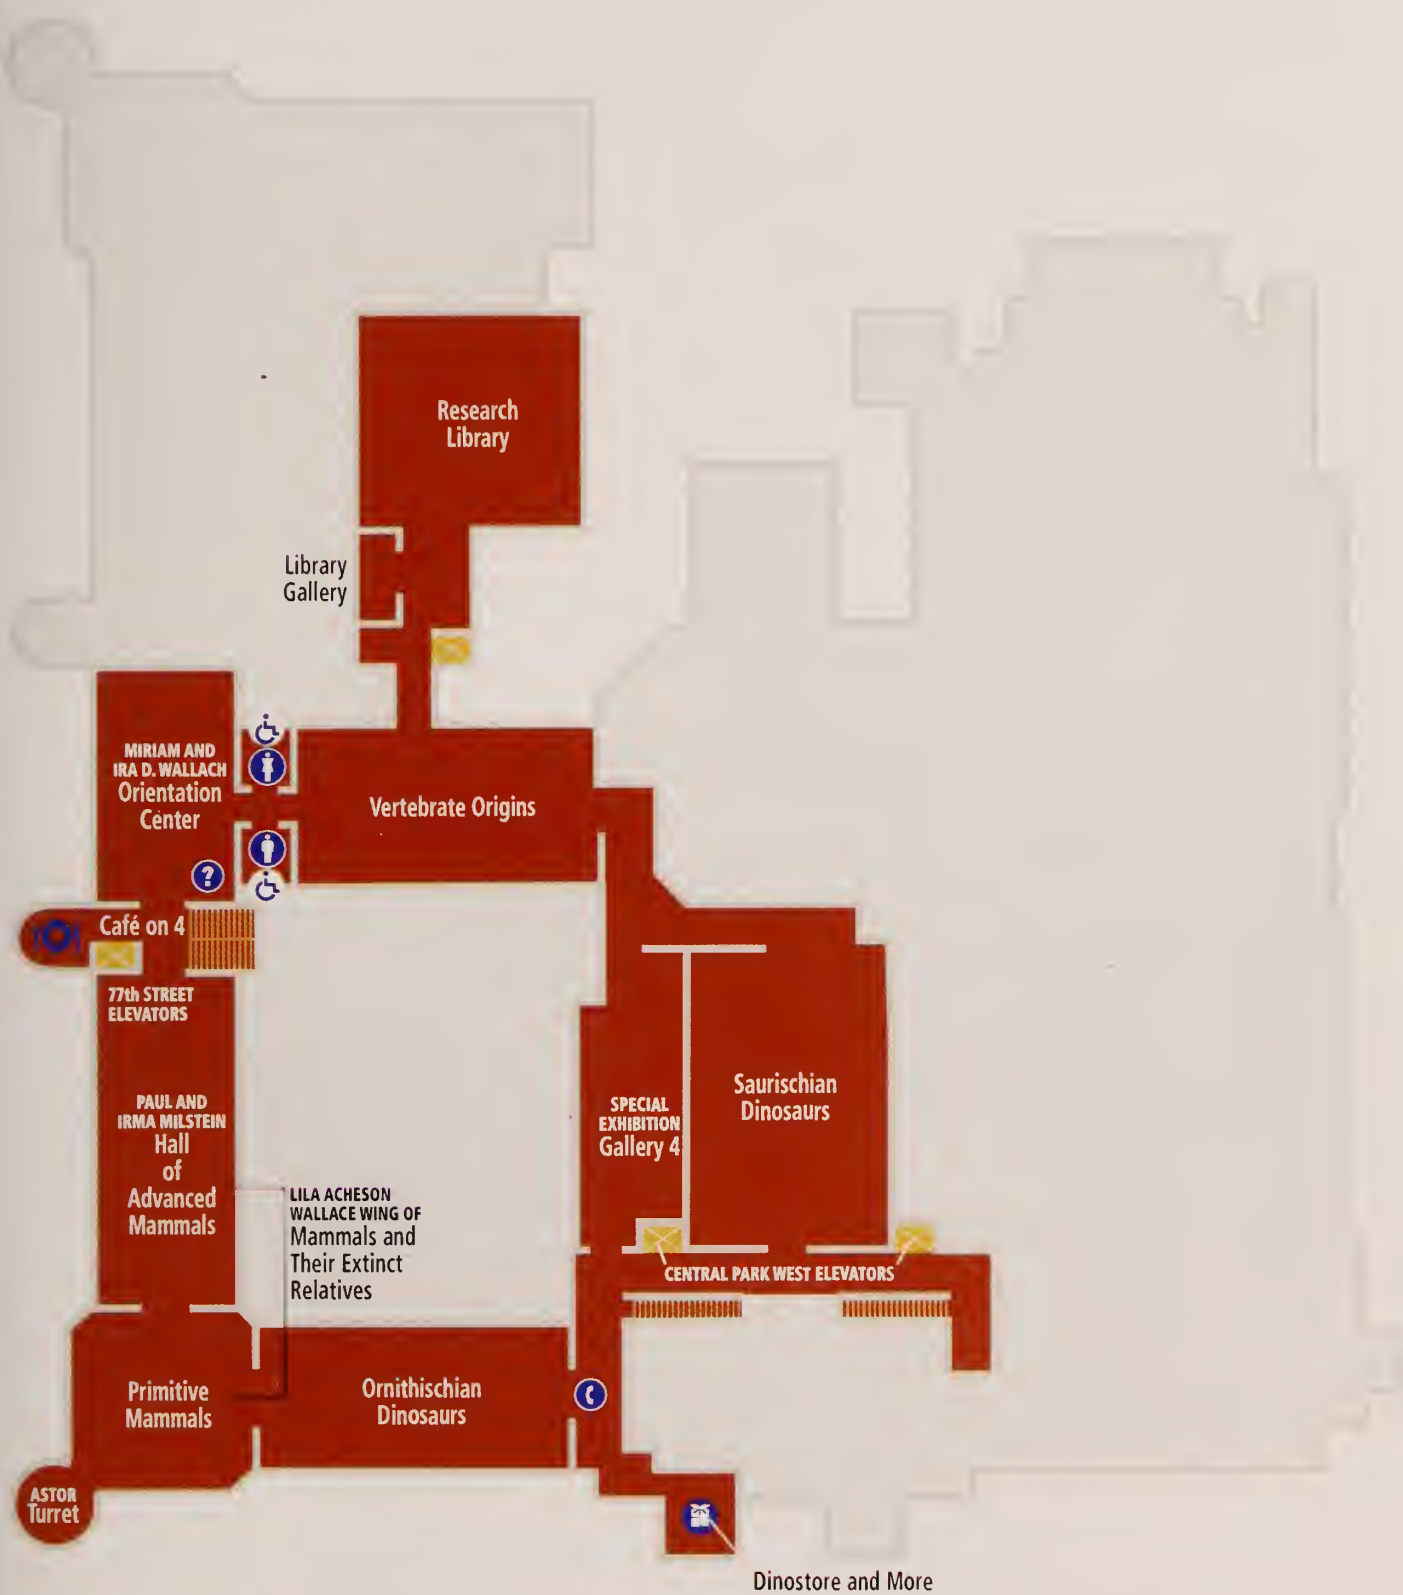 Research
Library
Library
Gallery
MIRIAM AND
IRA D. WALLACH
Orientation
Center
Vertebrate Origins
?
Café on 4
77th STREET
ELEVATORS
PAUL AND
IRMA MILSTEIN
Hall
of
Advanced
Mammals
SPECIAL
EXHIBITION
Gallery 4
Saurischian
Dinosaurs
LILA ACHESON
WALLACE WING OF
Mammals and
Their Extinct
Relatives
CENTRAL PARK WEST ELEVATORS
Primitive
Mammals
Ornithischian
Dinosaurs
ASTOR
Turret
Dinostore and More